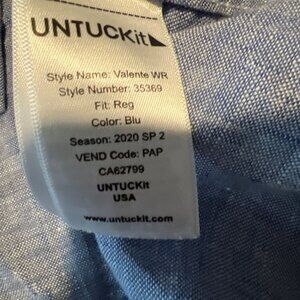 UNTUCKit
Style Name: Valente WR
Style Number: 35369
Fit: Reg
Color: Blu
Season: 2020 SP 2
VEND Code: PAP
CA62799
UNTUCKit
USA
www.untuckit.com